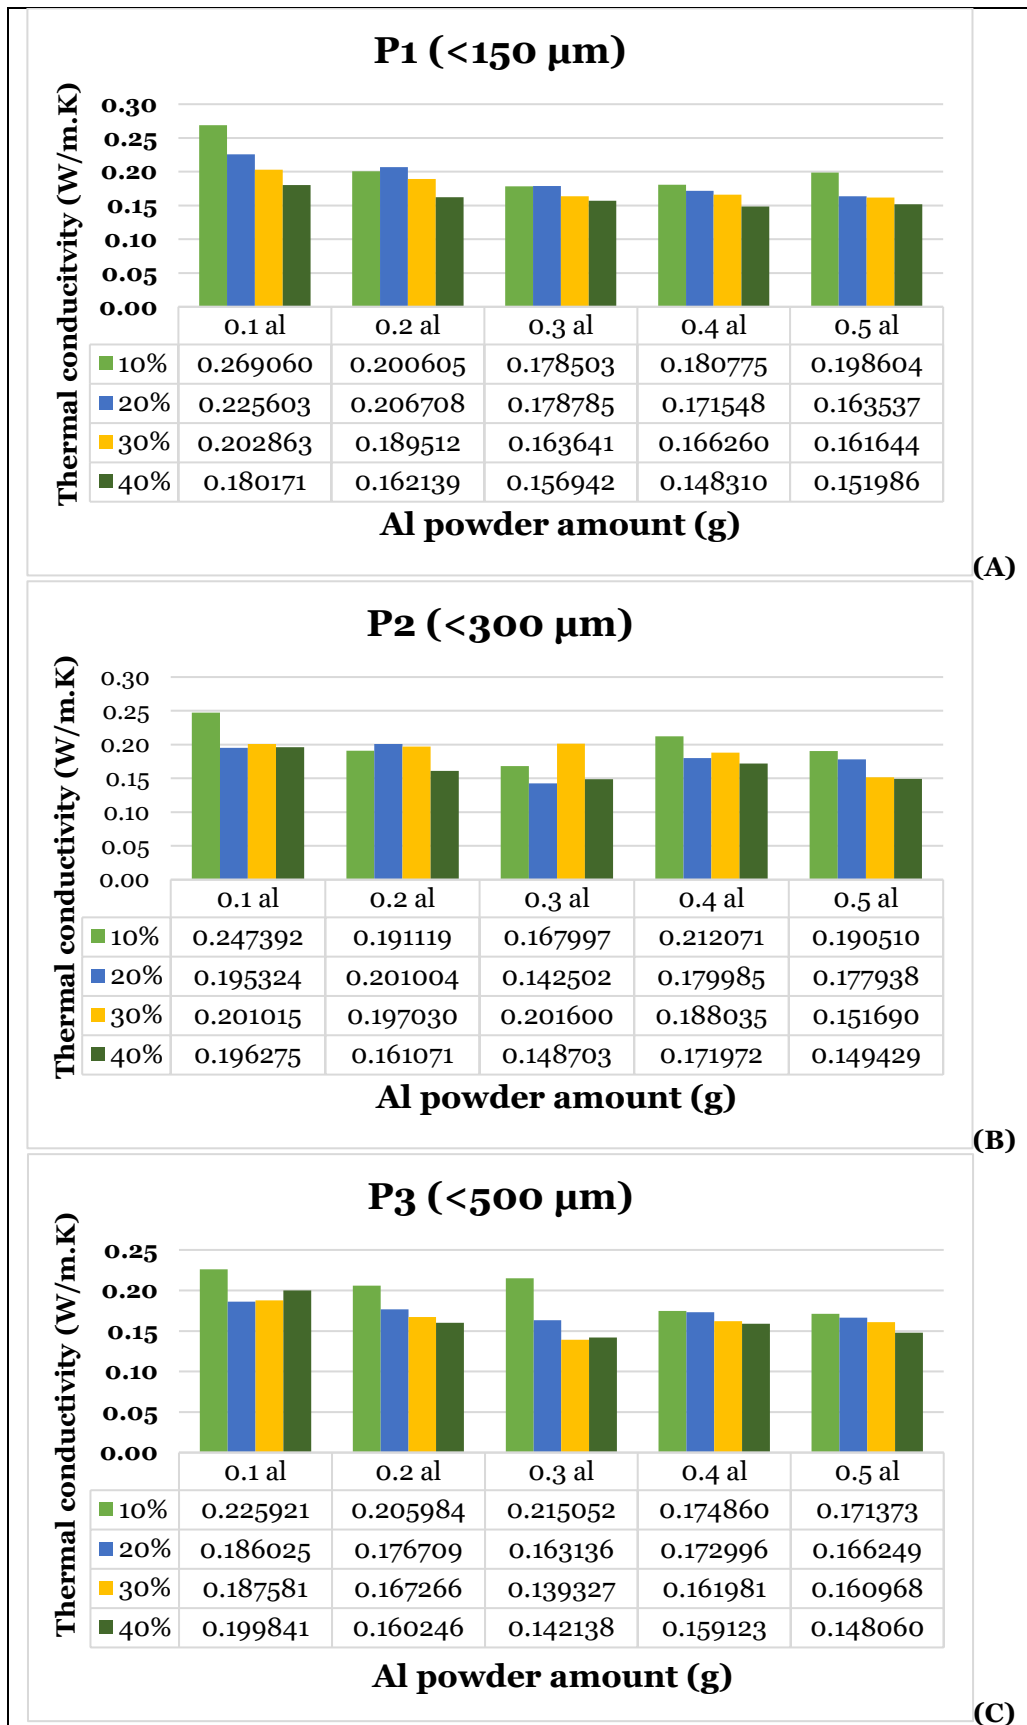 P1 (<150 µm)
Thermal conducitvity (W/m.K)
0.30
0.25
0.20
0.15
0.10
0.05
0.00
0.1 al 0.2 al 0.3 al 0.4 al 0.5 al
10% 0.269060 0.200605 0.178503 0.180775 0.198604
20% 0.225603 0.206708 0.178785 0.171548 0.163537
30% 0.202863 0.189512 0.163641 0.166260 0.161644
40% 0.180171 0.162139 0.156942 0.148310 0.151986
Al powder amount (g)
(A)
P2 (<300 µm)
Thermal conductivity (W/m.K)
0.30
0.25
0.20
0.15
0.10
0.05
0.00
0.1 al 0.2 al 0.3 al 0.4 al 0.5 al
10% 0.247392 0.191119 0.167997 0.212071 0.190510
20% 0.195324 0.201004 0.142502 0.179985 0.177938
30% 0.201015 0.197030 0.201600 0.188035 0.151690
40% 0.196275 0.161071 0.148703 0.171972 0.149429
Al powder amount (g)
(B)
P3 (<500 µm)
Thermal conductivity (W/m.K)
0.25
0.20
0.15
0.10
0.05
0.00
0.1 al 0.2 al 0.3 al 0.4 al 0.5 al
10% 0.225921 0.205984 0.215052 0.174860 0.171373
20% 0.186025 0.176709 0.163136 0.172996 0.166249
30% 0.187581 0.167266 0.139327 0.161981 0.160968
40% 0.199841 0.160246 0.142138 0.159123 0.148060
Al powder amount (g)
(C)